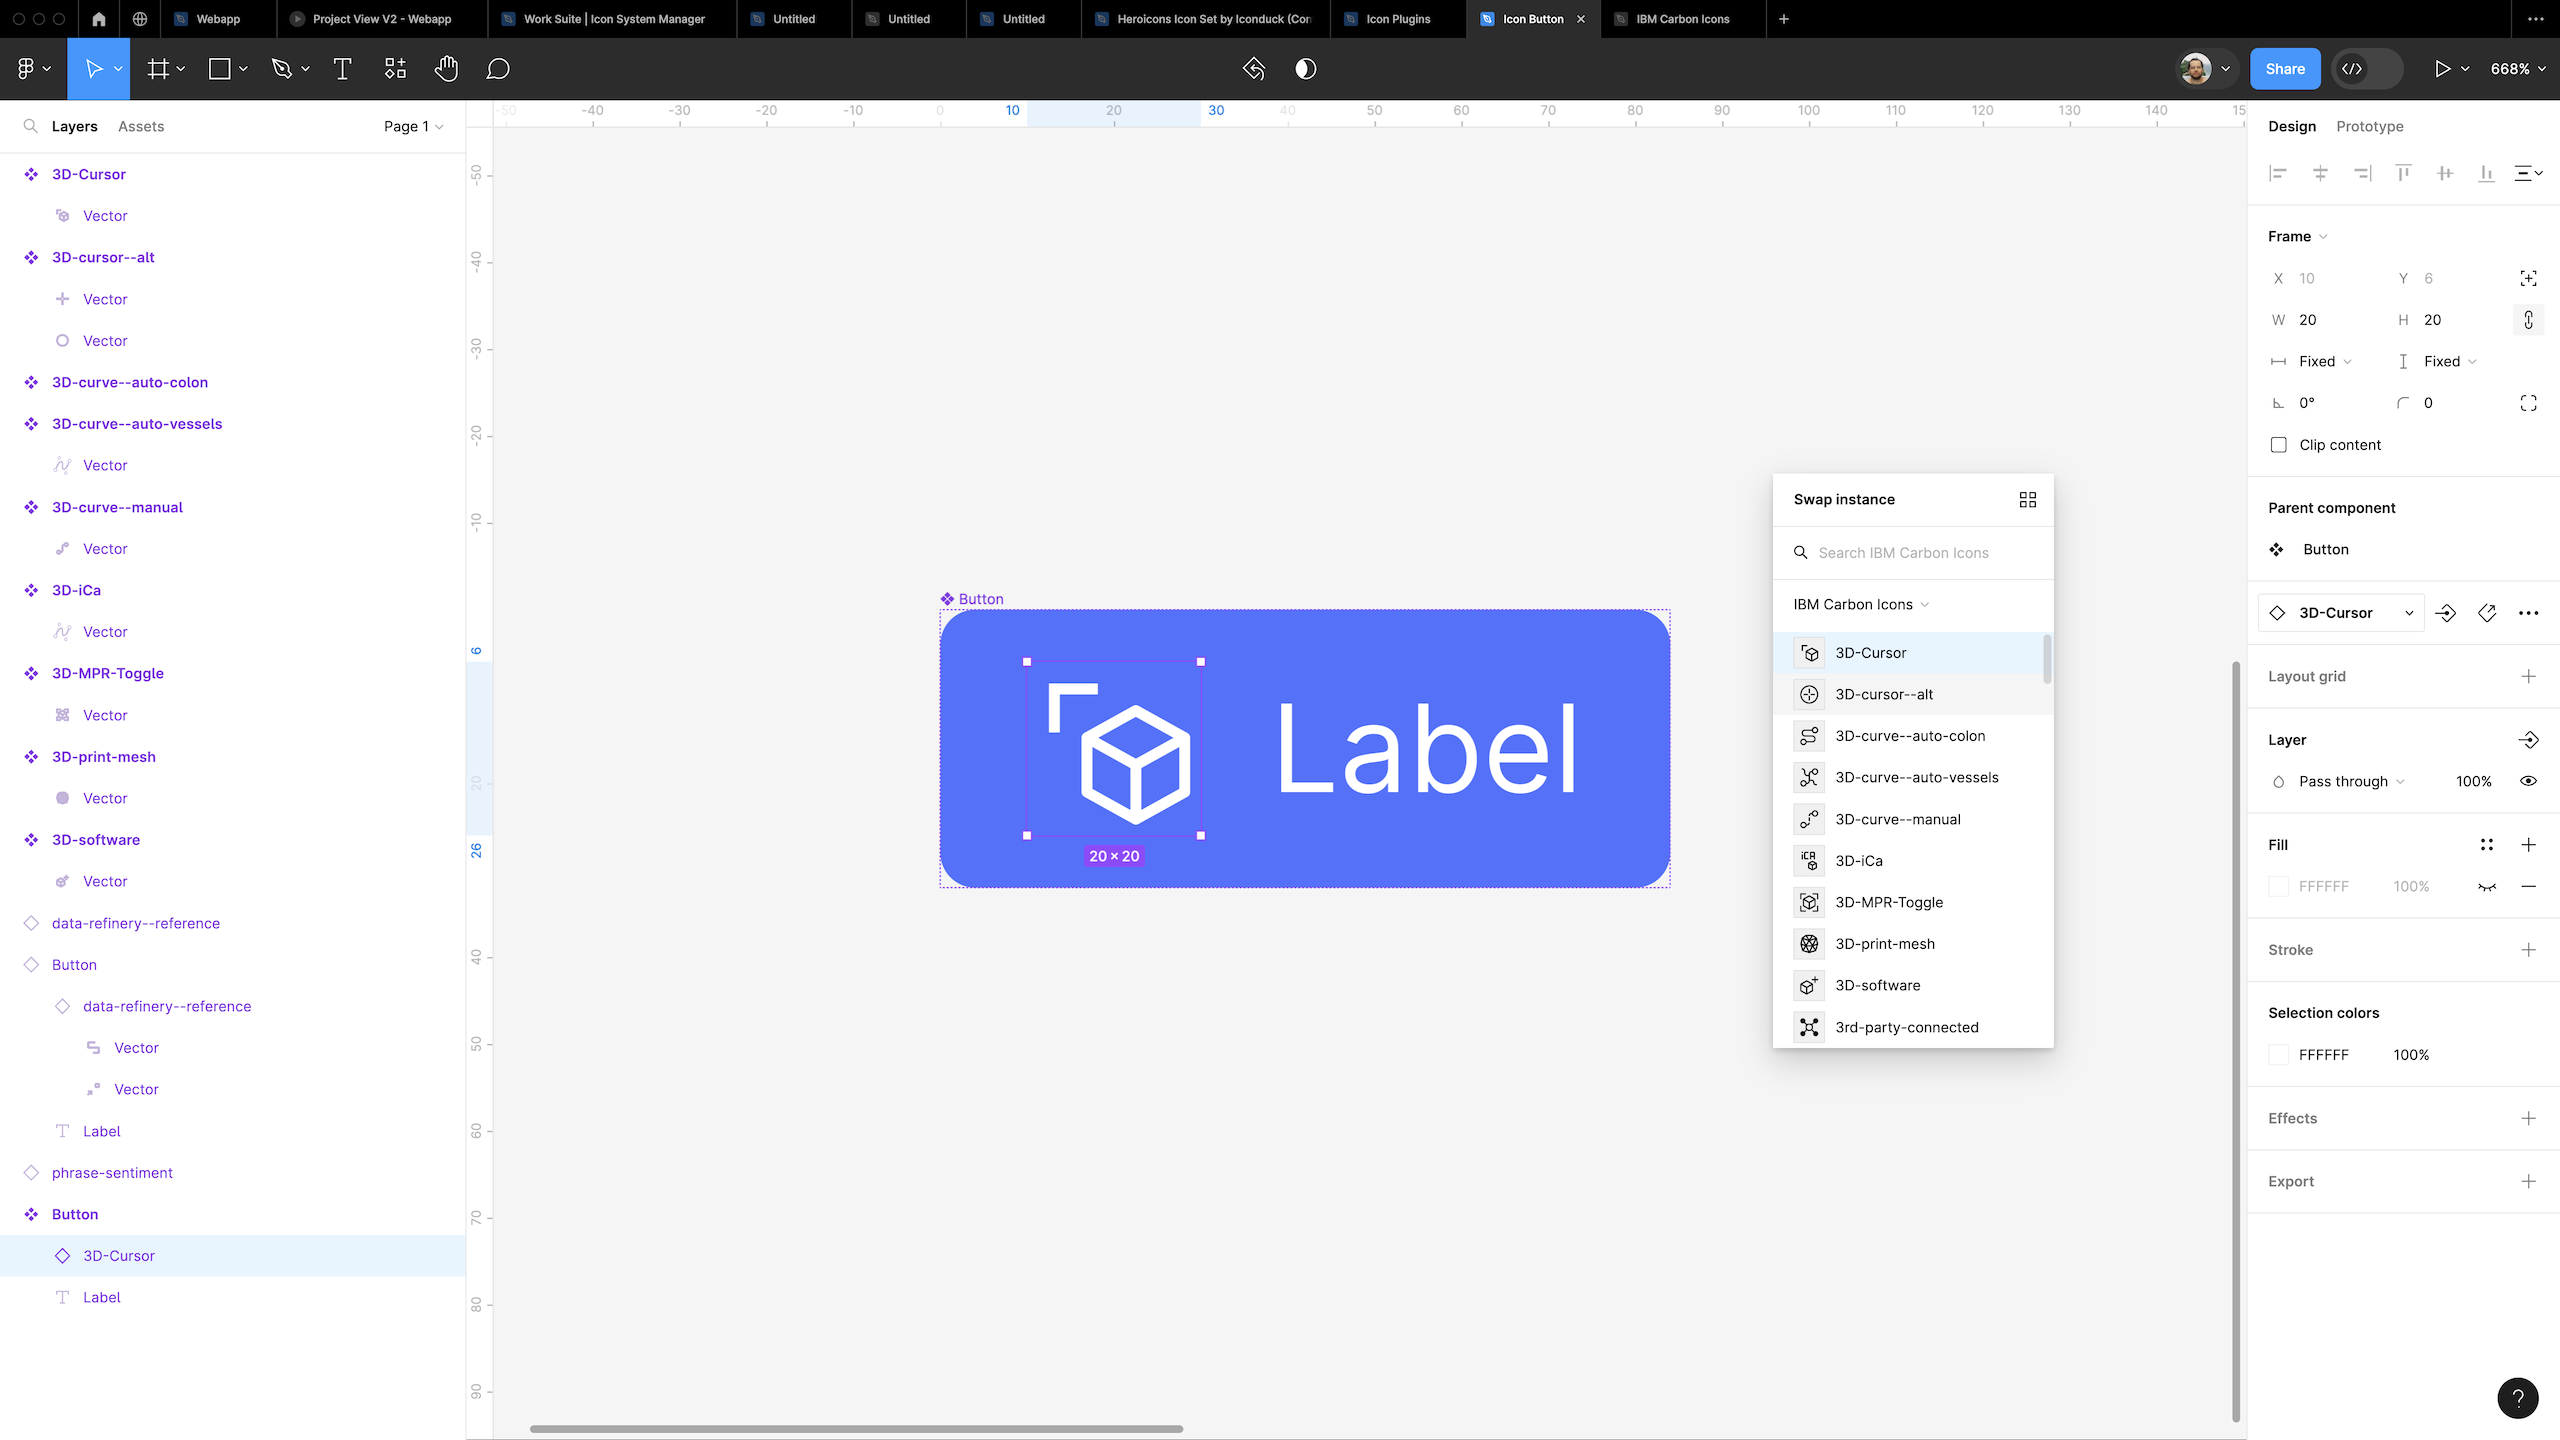 Webapp
Project View V2 - Webapp
Work Suite | Icon System Manager
Untitled
Untitled
Untitled
Heroicons Icon Set by Iconduck (Cor
Icon Plugins
Icon Button
IBM Carbon Icons
Share
668%
Layers
Assets
Page 1
3D-Cursor
Vector
3D-cursor--alt
Vector
Vector
3D-curve--auto-colon
3D-curve--auto-vessels
Vector
3D-curve--manual
Vector
3D-iCa
Vector
3D-MPR-Toggle
Vector
3D-print-mesh
Vector
3D-software
Vector
data-refinery--reference
Button
data-refinery--reference
Vector
Vector
Label
phrase-sentiment
Button
3D-Cursor
Label
-50 -40 -30 -20 -10 0 10 20 30 40 50 60 70 80 90 100 110 120 130 140 15
-50
-40
-30
-20
-10
6
20
26
40
50
60
70
80
90
Button
Label
20 × 20
Swap instance
Search IBM Carbon Icons
IBM Carbon Icons
3D-Cursor
3D-cursor--alt
3D-curve--auto-colon
3D-curve--auto-vessels
3D-curve--manual
3D-iCa
3D-MPR-Toggle
3D-print-mesh
3D-software
3rd-party-connected
Design
Prototype
Frame
X 10
Y 6
W 20
H 20
Fixed
Fixed
0°
0
Clip content
Parent component
Button
3D-Cursor
Layout grid
Layer
Pass through
100%
Fill
FFFFFF
100%
Stroke
Selection colors
FFFFFF
100%
Effects
Export
?